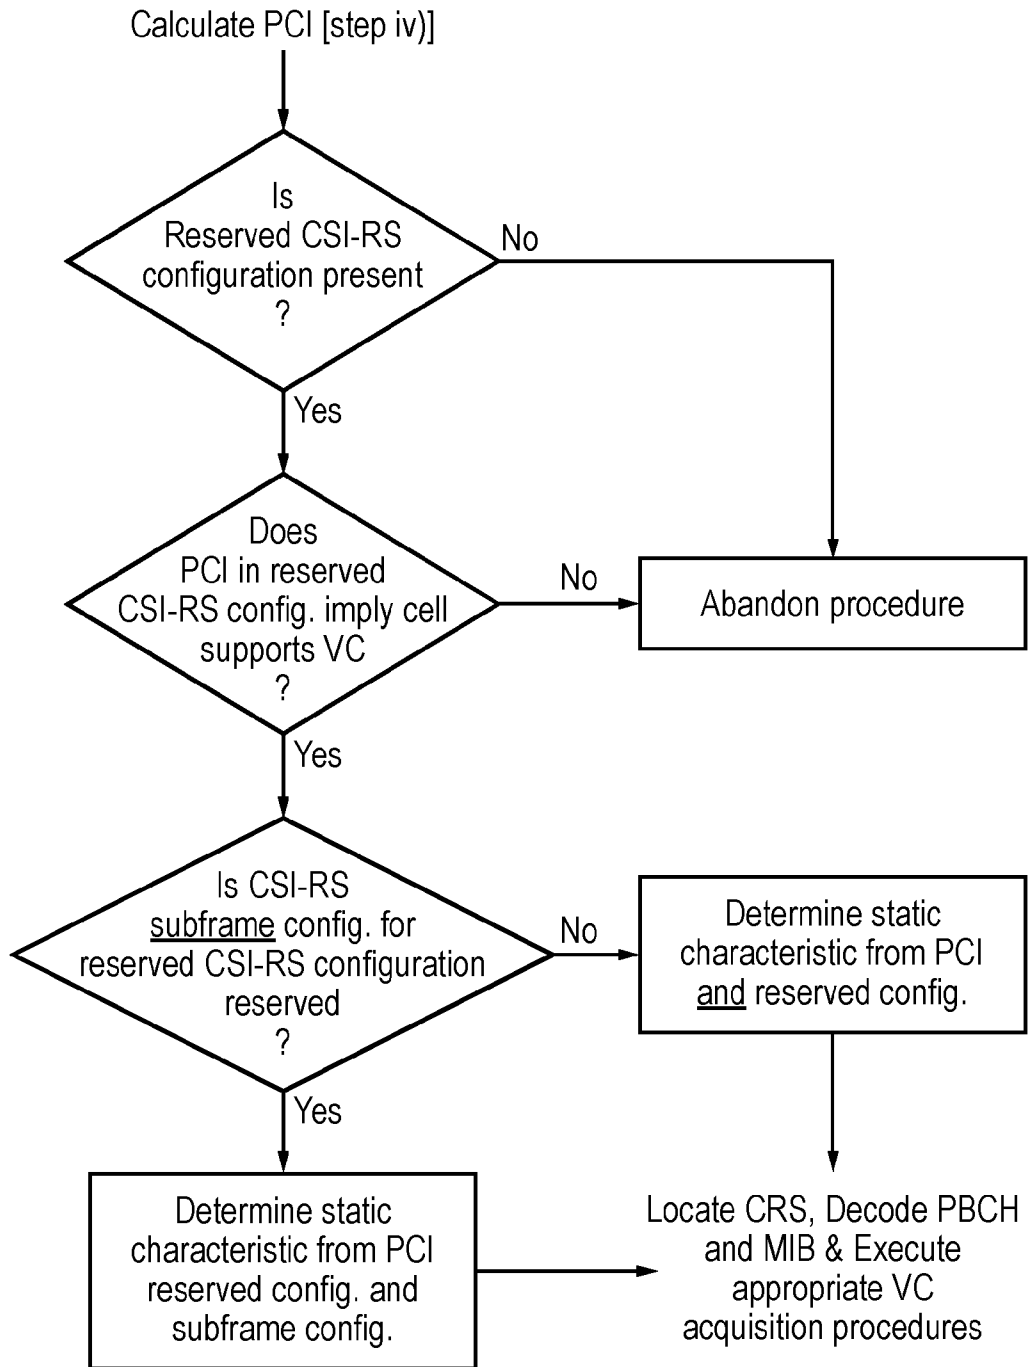 Calculate PCI [step iv)]
Is
Reserved CSI-RS
configuration present
?
No
Yes
Does
PCI in reserved
CSI-RS config. imply cell
supports VC
?
No
Abandon procedure
Yes
Is CSI-RS
subframe config. for
reserved CSI-RS configuration
reserved
?
No
Determine static
characteristic from PCI
and reserved config.
Yes
Determine static
characteristic from PCI
reserved config. and
subframe config.
Locate CRS, Decode PBCH
and MIB & Execute
appropriate VC
acquisition procedures